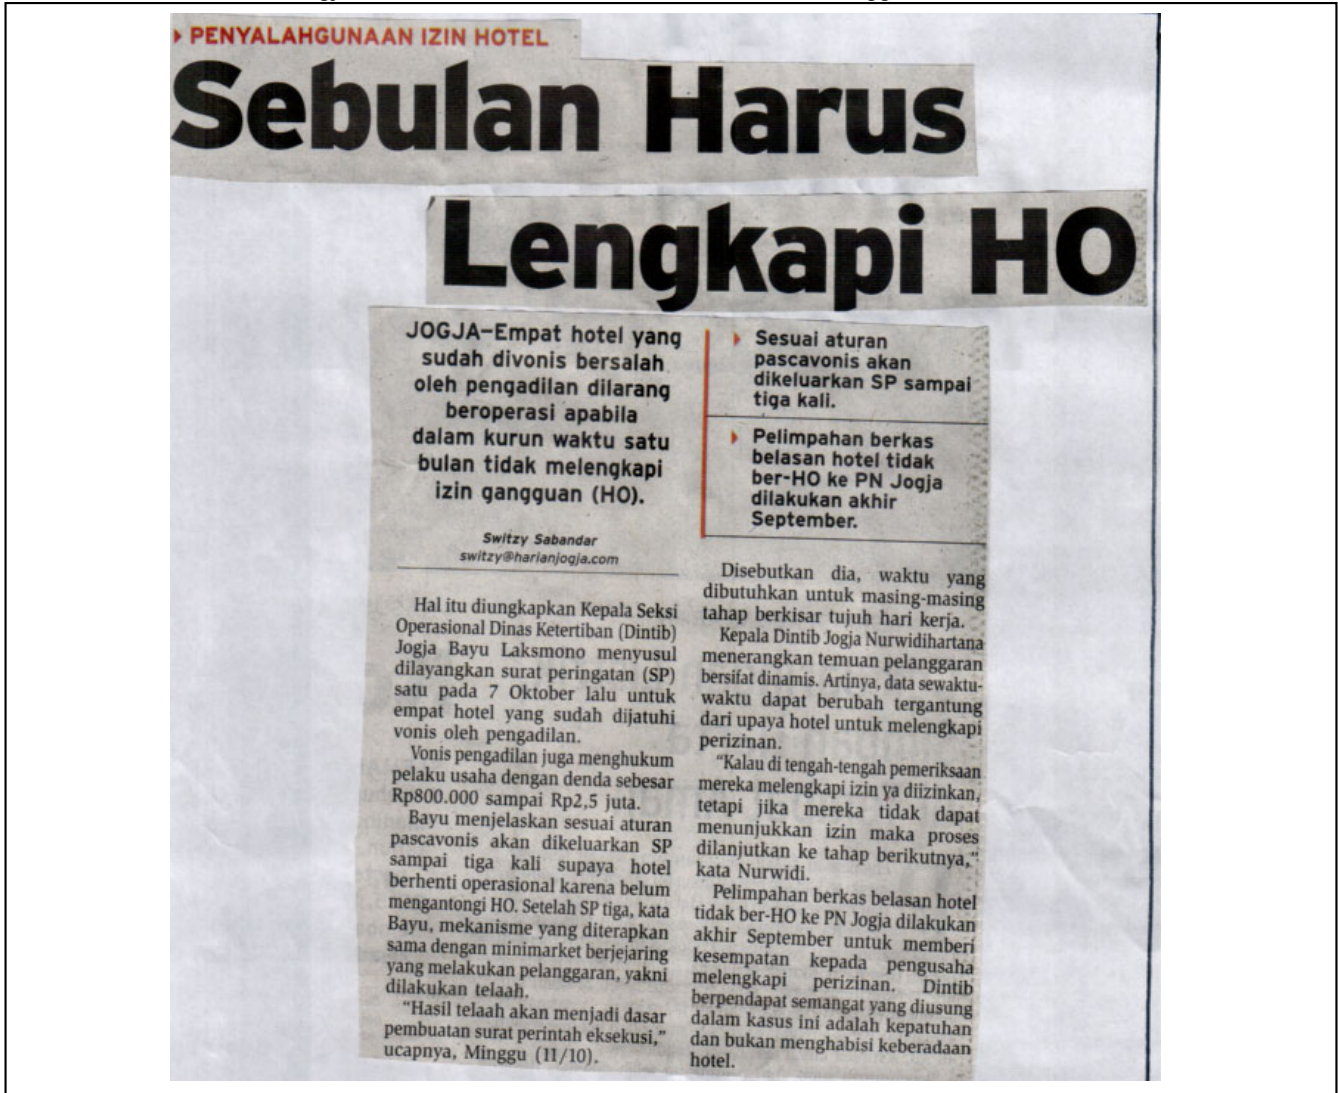 PENYALAHGUNAAN IZIN HOTEL
Sebulan Harus
Lengkapi HO
JOGJA—Empat hotel yang
sudah divonis bersalah
oleh pengadilan dilarang
beroperasi apabila
dalam kurun waktu satu
bulan tidak melengkapi
izin gangguan (HO).
Switzy Sabandar
switzy@harianjogja.com
Hal itu diungkapkan Kepala Seksi
Operasional Dinas Ketertiban (Dintib)
Jogja Bayu Laksmono menyusul
dilayangkan surat peringatan (SP)
satu pada 7 Oktober lalu untuk
empat hotel yang sudah dijatuhi
vonis oleh pengadilan.
Vonis pengadilan juga menghukum
pelaku usaha dengan denda sebesar
Rp800.000 sampai Rp2,5 juta.
Bayu menjelaskan sesuai aturan
pascavonis akan dikeluarkan SP
sampai tiga kali supaya hotel
berhenti operasional karena belum
mengantongi HO. Setelah SP tiga, kata
Bayu, mekanisme yang diterapkan
sama dengan minimarket berjejaring
yang melakukan pelanggaran, yakni
dilakukan telaah.
“Hasil telaah akan menjadi dasar
pembuatan surat perintah eksekusi,”
ucapnya, Minggu (11/10).
Sesuai aturan
pascavonis akan
dikeluarkan SP sampai
tiga kali.
Pelimpahan berkas
belasan hotel tidak
ber-HO ke PN Jogja
dilakukan akhir
September.
Disebutkan dia, waktu yang
dibutuhkan untuk masing-masing
tahap berkisar tujuh hari kerja.
Kepala Dintib Jogja Nurwidihartana
menerangkan temuan pelanggaran
bersifat dinamis. Artinya, data sewaktu-
waktu dapat berubah tergantung
dari upaya hotel untuk melengkapi
perizinan.
“Kalau di tengah-tengah pemeriksaan
mereka melengkapi izin ya diizinkan,
tetapi jika mereka tidak dapat
menunjukkan izin maka proses
dilanjutkan ke tahap berikutnya,”
kata Nurwidi.
Pelimpahan berkas belasan hotel
tidak ber-HO ke PN Jogja dilakukan
akhir September untuk memberi
kesempatan kepada pengusaha
melengkapi perizinan. Dintib
berpendapat semangat yang diusung
dalam kasus ini adalah kepatuhan
dan bukan menghabisi keberadaan
hotel.